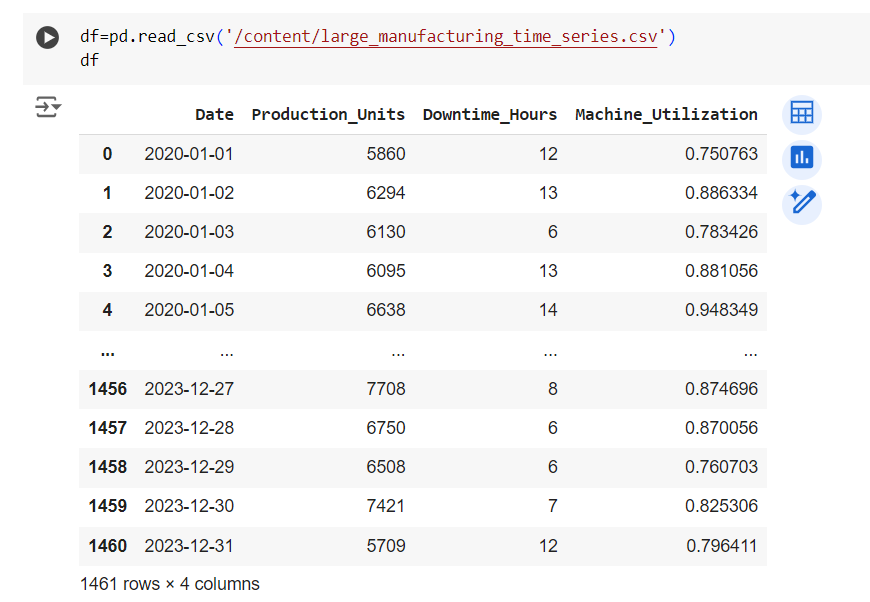 df=pd.read_csv('/content/large_manufacturing_time_series.csv')
df
Date Production_Units Downtime_Hours Machine_Utilization
0 2020-01-01 5860 12 0.750763
1 2020-01-02 6294 13 0.886334
2 2020-01-03 6130 6 0.783426
3 2020-01-04 6095 13 0.881056
4 2020-01-05 6638 14 0.948349
... ... ... ... ...
1456 2023-12-27 7708 8 0.874696
1457 2023-12-28 6750 6 0.870056
1458 2023-12-29 6508 6 0.760703
1459 2023-12-30 7421 7 0.825306
1460 2023-12-31 5709 12 0.796411
1461 rows × 4 columns